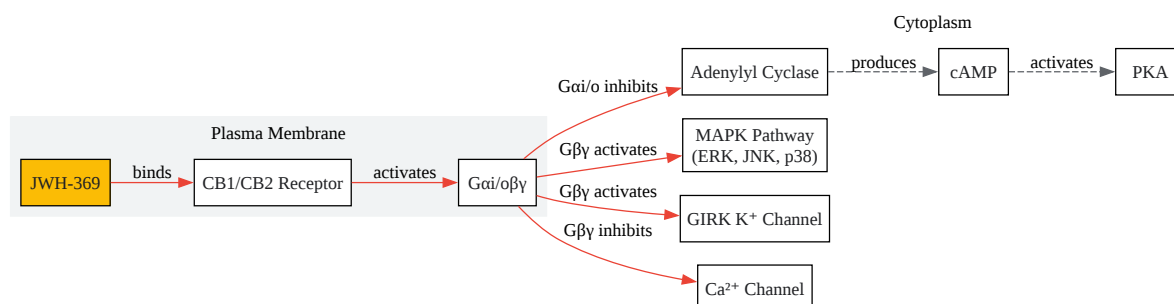 Cytoplasm
Adenylyl Cyclase
produces
cAMP
activates
PKA
Gαi/o inhibits
Plasma Membrane
MAPK Pathway
(ERK, JNK, p38)
Gβγ activates
JWH-369
binds
CB1/CB2 Receptor
activates
Gαi/oβγ
Gβγ activates
GIRK K⁺ Channel
Gβγ inhibits
Ca²⁺ Channel